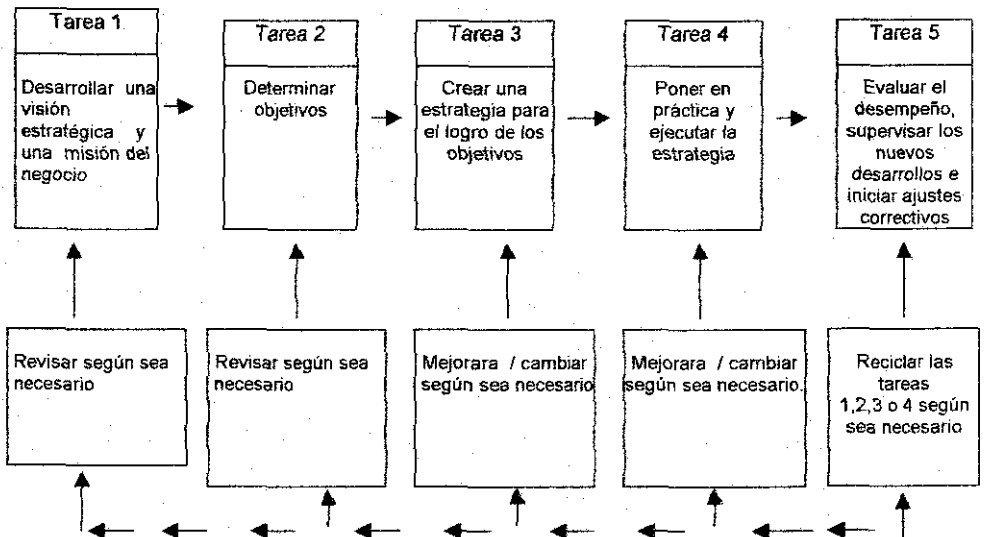 Tarea 1
Desarrollar una
visión
estratégica y
una misión del
negocio
Tarea 2
Determinar
objetivos
Tarea 3
Crear una
estrategia para
el logro de los
objetivos
Tarea 4
Poner en
práctica y
ejecutar la
estrategia
Tarea 5
Evaluar el
desempeño,
supervisar los
nuevos
desarrollos e
iniciar ajustes
correctivos
Revisar según sea
necesario
Revisar según sea
necesario
Mejorara / cambiar
según sea necesario
Mejorara / cambiar
según sea necesario.
Reciclar las
tareas
1,2,3 o 4 según
sea necesario